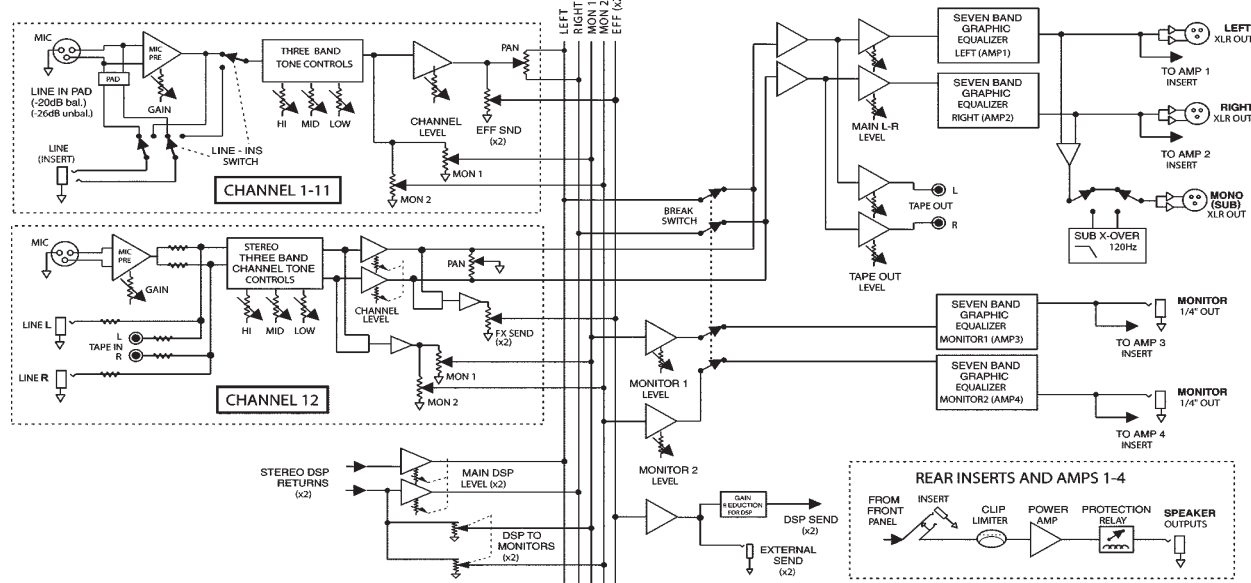 LEFT
RIGHT
MON 1
MON 2
MIC
MIC
PRE
PAD
LINE IN PAD
(-20dB bal.)
(-26dB unbal.)
GAIN
THREE BAND
TONE CONTROLS
HI
MID
LOW
CHANNEL
LEVEL
PAN
EFF SND
(x2)
LINE
(INSERT)
LINE - INS
SWITCH
MON 1
MON 2
CHANNEL 1-11
MIC
MIC
PRE
GAIN
STEREO
THREE BAND
CHANNEL TONE
CONTROLS
HI
MID
LOW
CHANNEL
LEVEL
PAN
FX SEND
(x2)
LINE L
L
TAPE IN
R
LINE R
MON 1
MON 2
CHANNEL 12
STEREO DSP
RETURNS
(x2)
MAIN DSP
LEVEL (x2)
DSP TO
MONITORS
(x2)
BREAK
SWITCH
MAIN L-R
LEVEL
L
TAPE OUT
R
TAPE OUT
LEVEL
MONITOR 1
LEVEL
MONITOR 2
LEVEL
SEVEN BAND
GRAPHIC
EQUALIZER
LEFT (AMP1)
SEVEN BAND
GRAPHIC
EQUALIZER
RIGHT (AMP2)
LEFT
XLR OUT
TO AMP 1
INSERT
RIGHT
XLR OUT
TO AMP 2
INSERT
MONO
(SUB)
XLR OUT
SUB X-OVER
120Hz
SEVEN BAND
GRAPHIC
EQUALIZER
MONITOR1 (AMP3)
MONITOR
1/4" OUT
TO AMP 3
INSERT
SEVEN BAND
GRAPHIC
EQUALIZER
MONITOR2 (AMP4)
MONITOR
1/4" OUT
TO AMP 4
INSERT
GAIN
REDUCTION
FOR DSP
DSP SEND
(x2)
EXTERNAL
SEND
(x2)
REAR INSERTS AND AMPS 1-4
FROM
FRONT
PANEL
INSERT
CLIP
LIMITER
POWER
AMP
PROTECTION
RELAY
SPEAKER
OUTPUTS